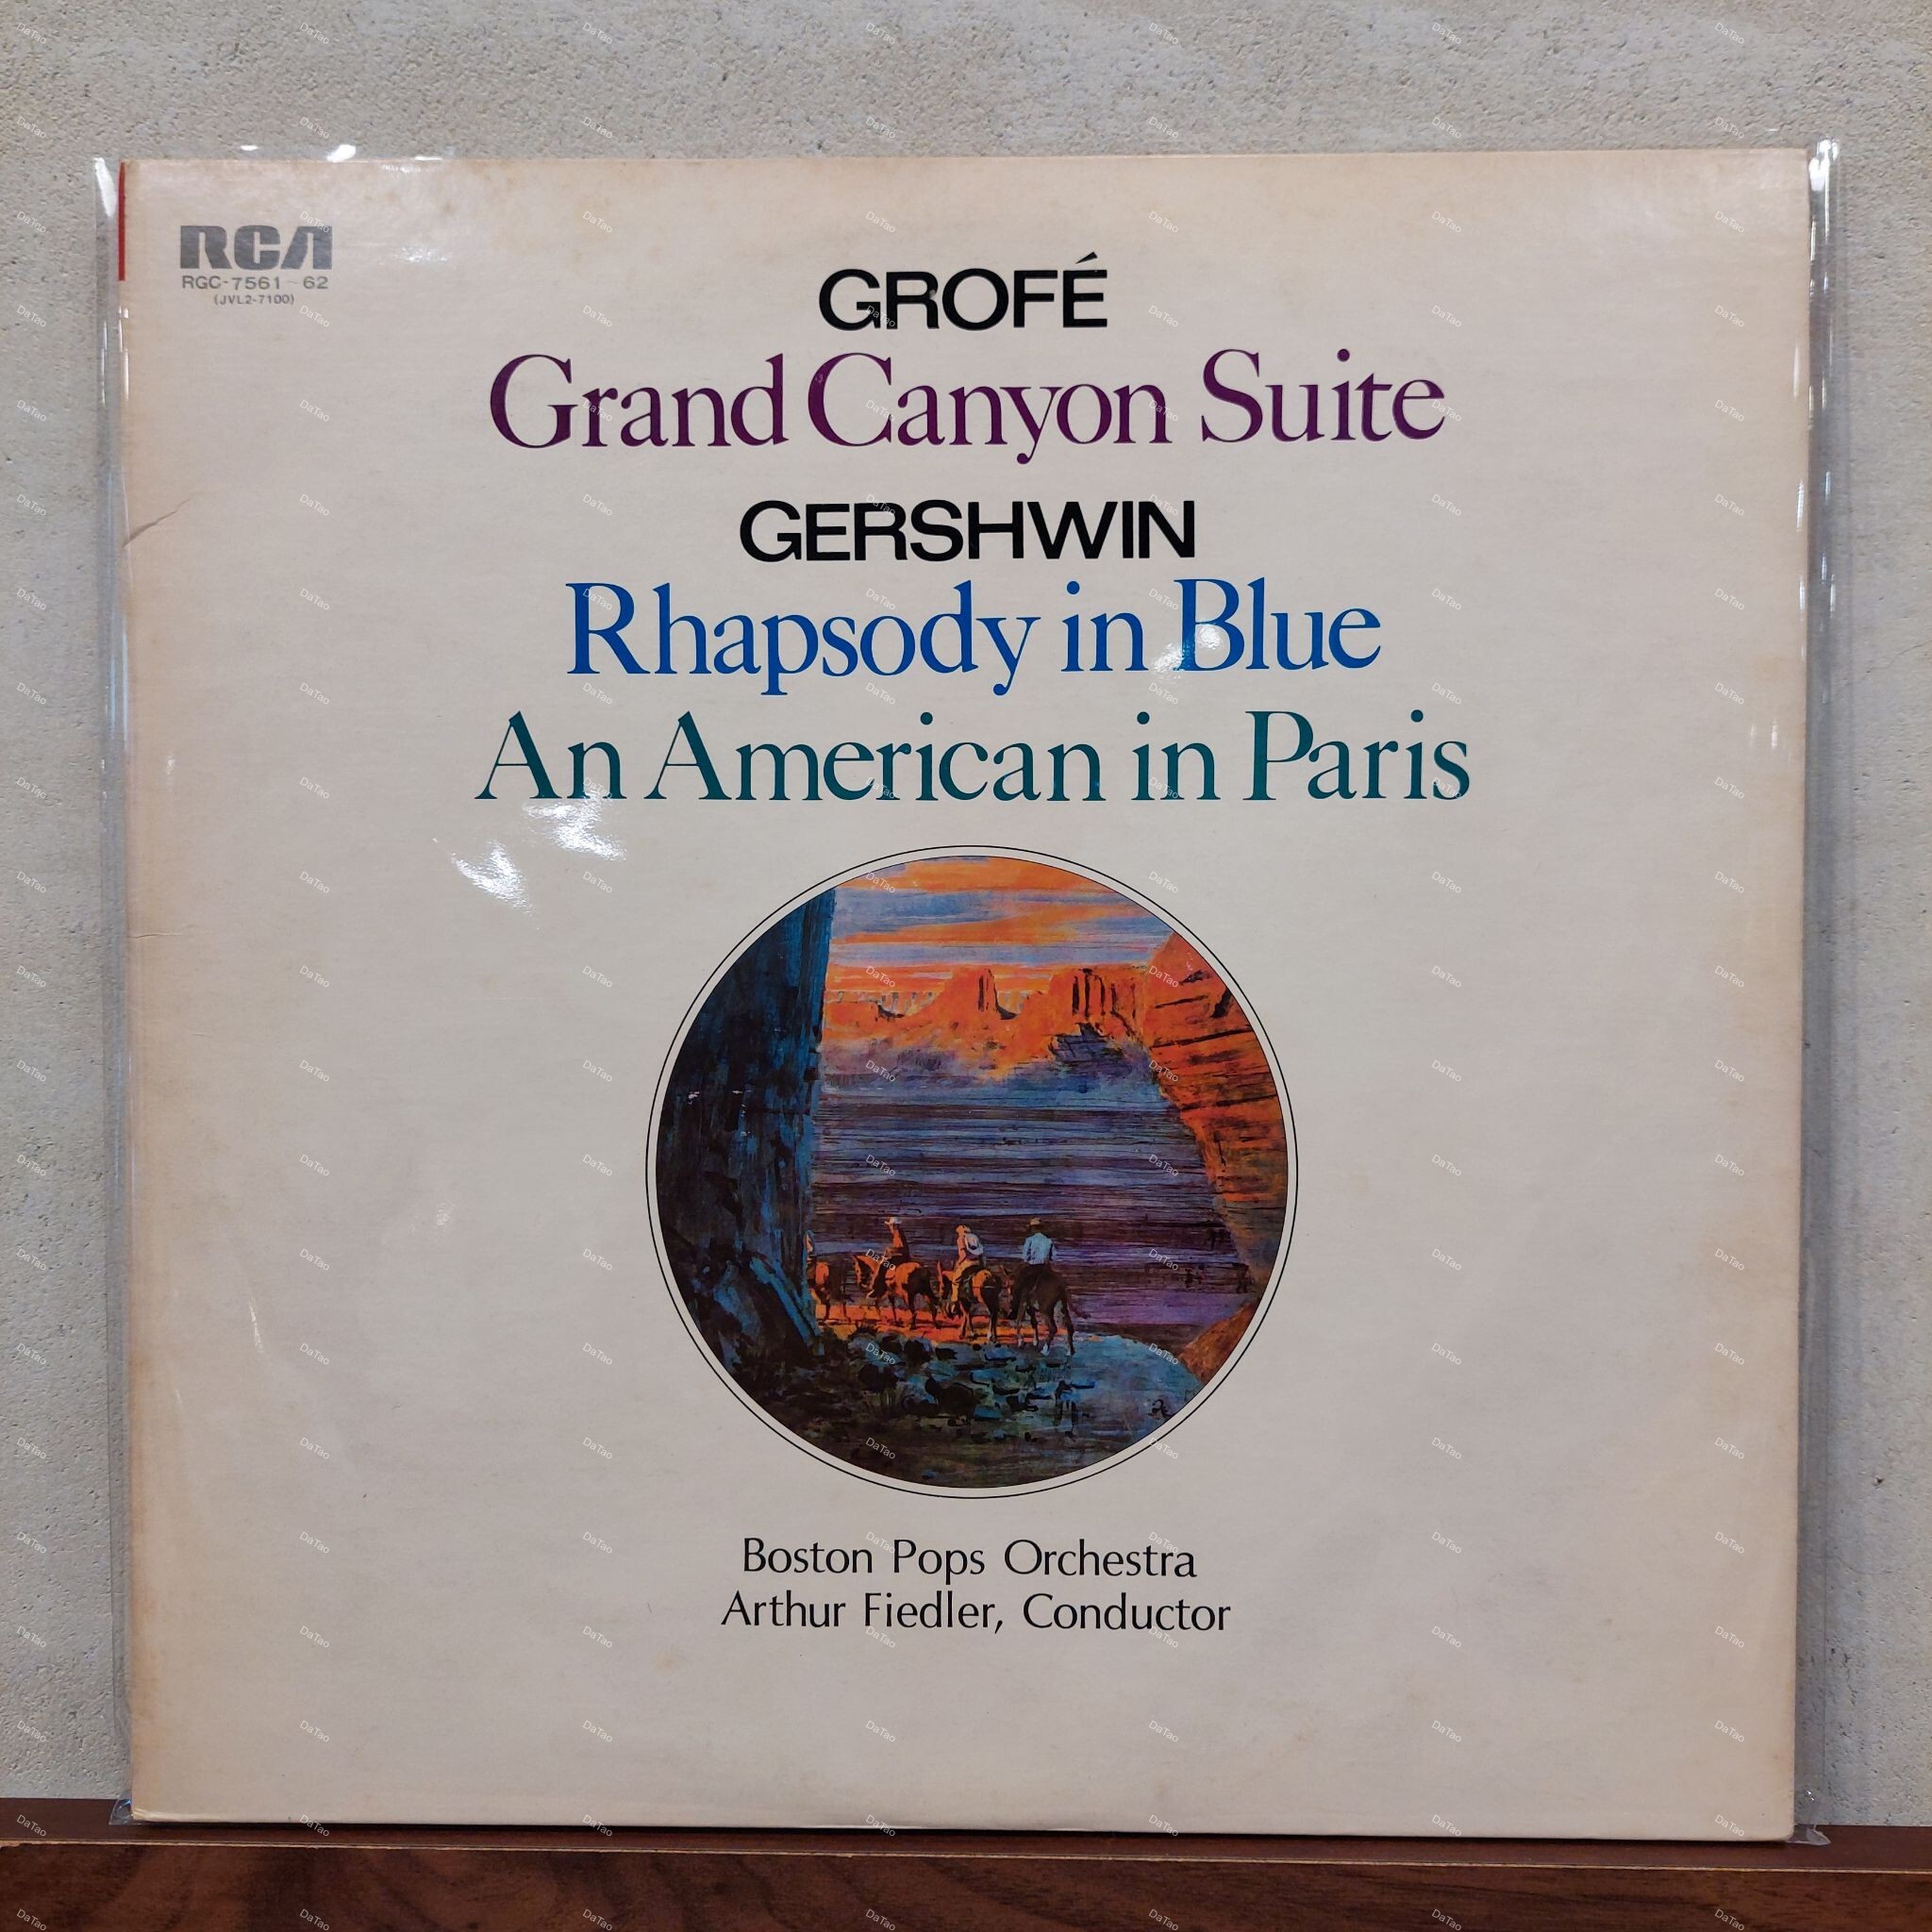 RCA
RGC-7561~62
(JVL2-7100)
GROFÉ
Grand Canyon Suite
GERSHWIN
Rhapsody in Blue
An American in Paris
Boston Pops Orchestra
Arthur Fiedler, Conductor
DaTao